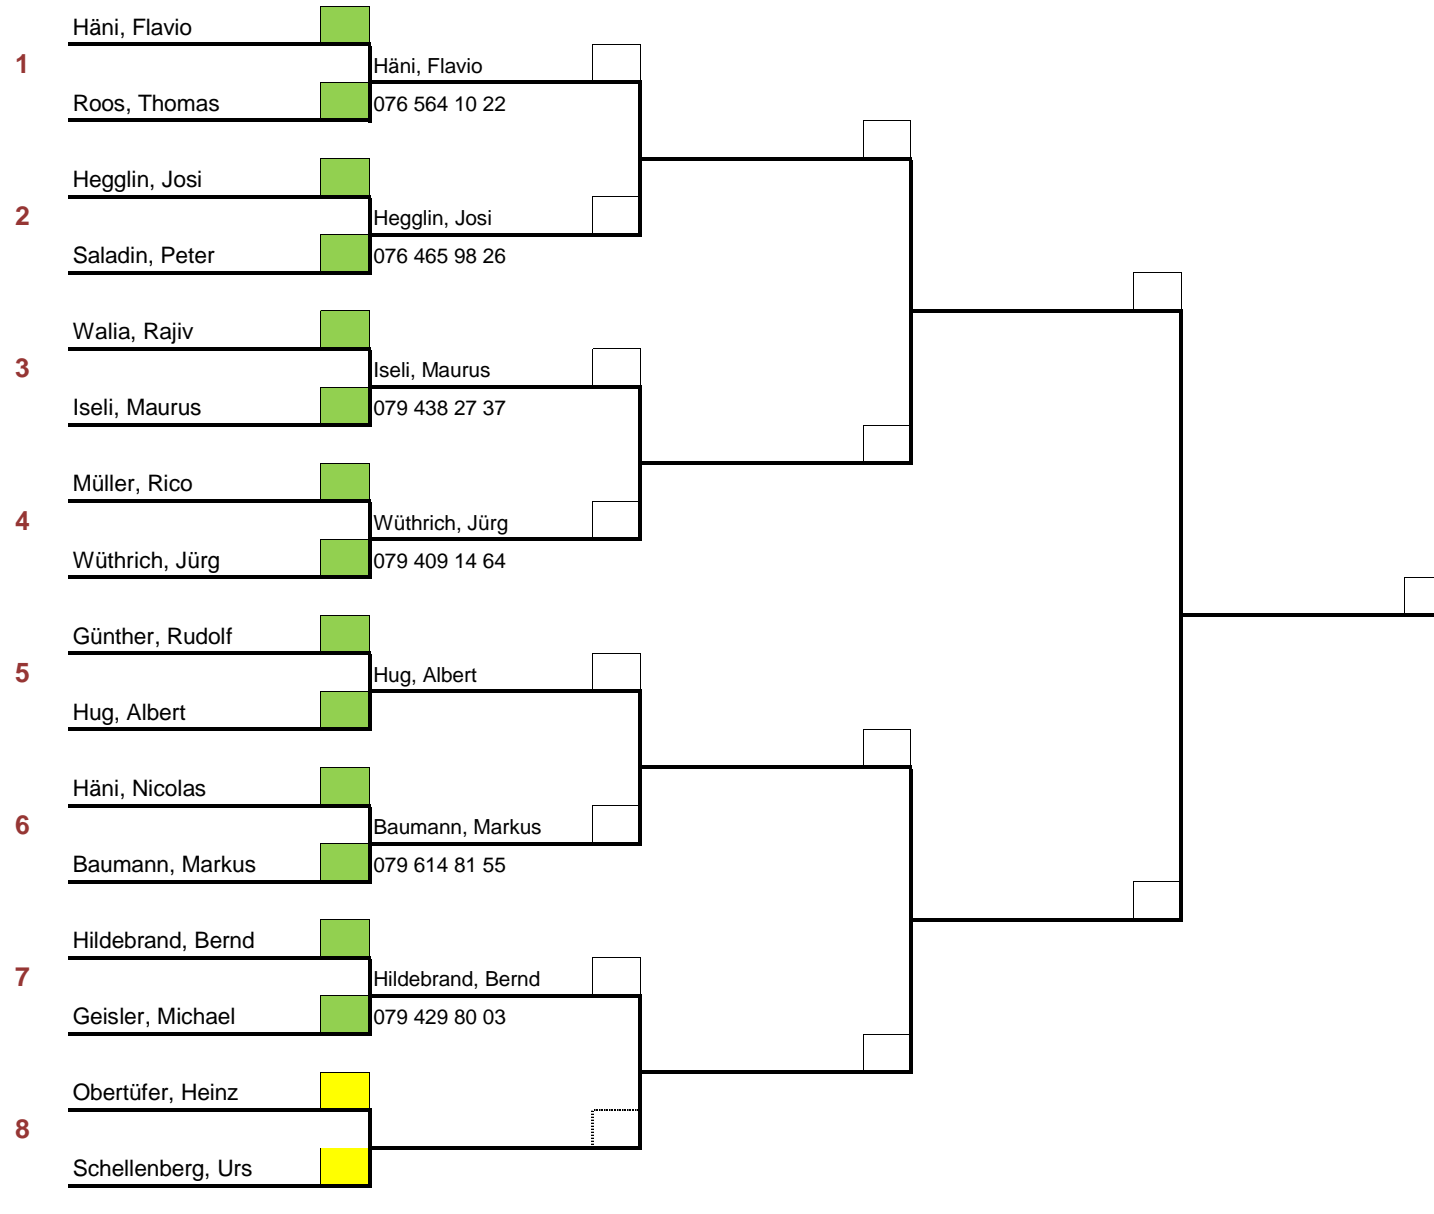 Häni, Flavio
1
Häni, Flavio
Roos, Thomas
076 564 10 22
Hegglin, Josi
2
Hegglin, Josi
Saladin, Peter
076 465 98 26
Walia, Rajiv
3
Iseli, Maurus
Iseli, Maurus
079 438 27 37
Müller, Rico
4
Wüthrich, Jürg
Wüthrich, Jürg
079 409 14 64
Günther, Rudolf
5
Hug, Albert
Hug, Albert
Häni, Nicolas
6
Baumann, Markus
Baumann, Markus
079 614 81 55
Hildebrand, Bernd
7
Hildebrand, Bernd
Geisler, Michael
079 429 80 03
Obertüfer, Heinz
8
Schellenberg, Urs